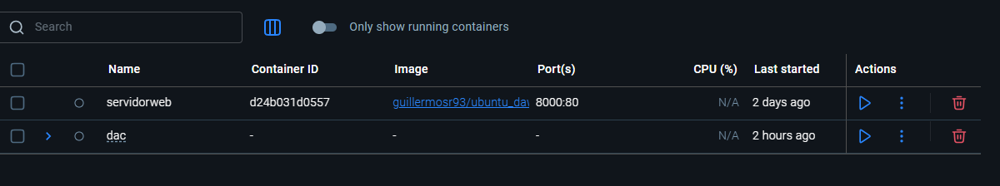 Search
Only show running containers
Name Container ID Image Port(s) CPU (%) Last started Actions
servidorweb d24b031d0557 guillermosr93/ubuntu_da 8000:80 N/A 2 days ago
dac - - - N/A 2 hours ago